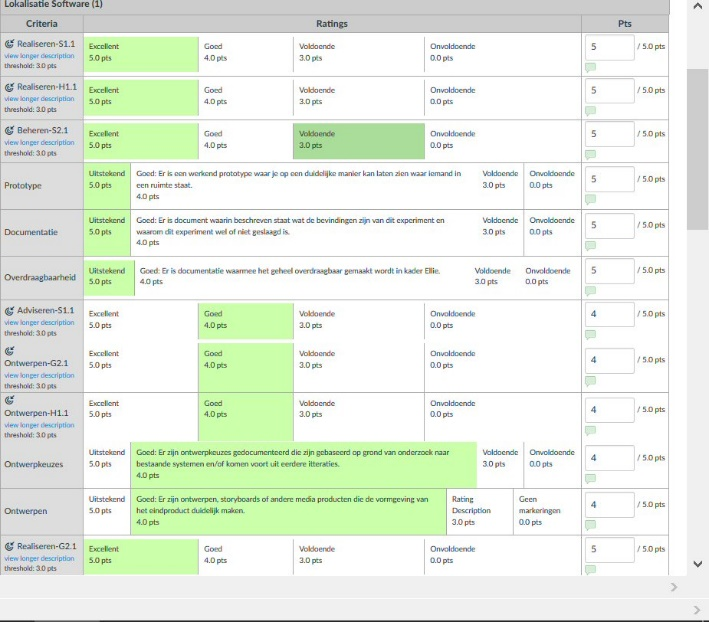 Lokalisatie Software (1)
Criteria Ratings Pts
Realiseren-S1.1
view longer description
threshold: 3.0 pts
Excellent
5.0 pts
Goed
4.0 pts
Voldoende
3.0 pts
Onvoldoende
0.0 pts
5 / 5.0 pts
Realiseren-H1.1
view longer description
threshold: 3.0 pts
Excellent
5.0 pts
Goed
4.0 pts
Voldoende
3.0 pts
Onvoldoende
0.0 pts
5 / 5.0 pts
Beheren-S2.1
view longer description
threshold: 3.0 pts
Excellent
5.0 pts
Goed
4.0 pts
Voldoende
3.0 pts
Onvoldoende
0.0 pts
5 / 5.0 pts
Prototype
Uitstekend
5.0 pts
Goed: Er is een werkend prototype waar je op een duidelijke manier kan laten zien waar iemand in
een ruimte staat.
4.0 pts
Voldoende
3.0 pts
Onvoldoende
0.0 pts
5 / 5.0 pts
Documentatie
Uitstekend
5.0 pts
Goed: Er is document waarin beschreven staat wat de bevindingen zijn van dit experiment en
waarom dit experiment wel of niet geslaagd is.
4.0 pts
Voldoende
3.0 pts
Onvoldoende
0.0 pts
5 / 5.0 pts
Overdraagbaarheid
Uitstekend
5.0 pts
Goed: Er is documentatie waarmee het geheel overdraagbaar gemaakt wordt in kader Ellie.
4.0 pts
Voldoende
3.0 pts
Onvoldoende
0.0 pts
5 / 5.0 pts
Adviseren-S1.1
view longer description
threshold: 3.0 pts
Excellent
5.0 pts
Goed
4.0 pts
Voldoende
3.0 pts
Onvoldoende
0.0 pts
4 / 5.0 pts
Ontwerpen-G2.1
view longer description
threshold: 3.0 pts
Excellent
5.0 pts
Goed
4.0 pts
Voldoende
3.0 pts
Onvoldoende
0.0 pts
4 / 5.0 pts
Ontwerpen-H1.1
view longer description
threshold: 3.0 pts
Excellent
5.0 pts
Goed
4.0 pts
Voldoende
3.0 pts
Onvoldoende
0.0 pts
4 / 5.0 pts
Ontwerpkeuzes
Uitstekend
5.0 pts
Goed: Er zijn ontwerpkeuzes gedocumenteerd die zijn gebaseerd op grond van onderzoek naar
bestaande systemen en/of komen voort uit eerdere itteraties.
4.0 pts
Voldoende
3.0 pts
Onvoldoende
0.0 pts
4 / 5.0 pts
Ontwerpen
Uitstekend
5.0 pts
Goed: Er zijn ontwerpen, storyboards of andere media producten die de vormgeving van
het eindproduct duidelijk maken.
4.0 pts
Rating
Description
3.0 pts
Geen
markeringen
0.0 pts
4 / 5.0 pts
Realiseren-G2.1
view longer description
threshold: 3.0 pts
Excellent
5.0 pts
Goed
4.0 pts
Voldoende
3.0 pts
Onvoldoende
0.0 pts
5 / 5.0 pts